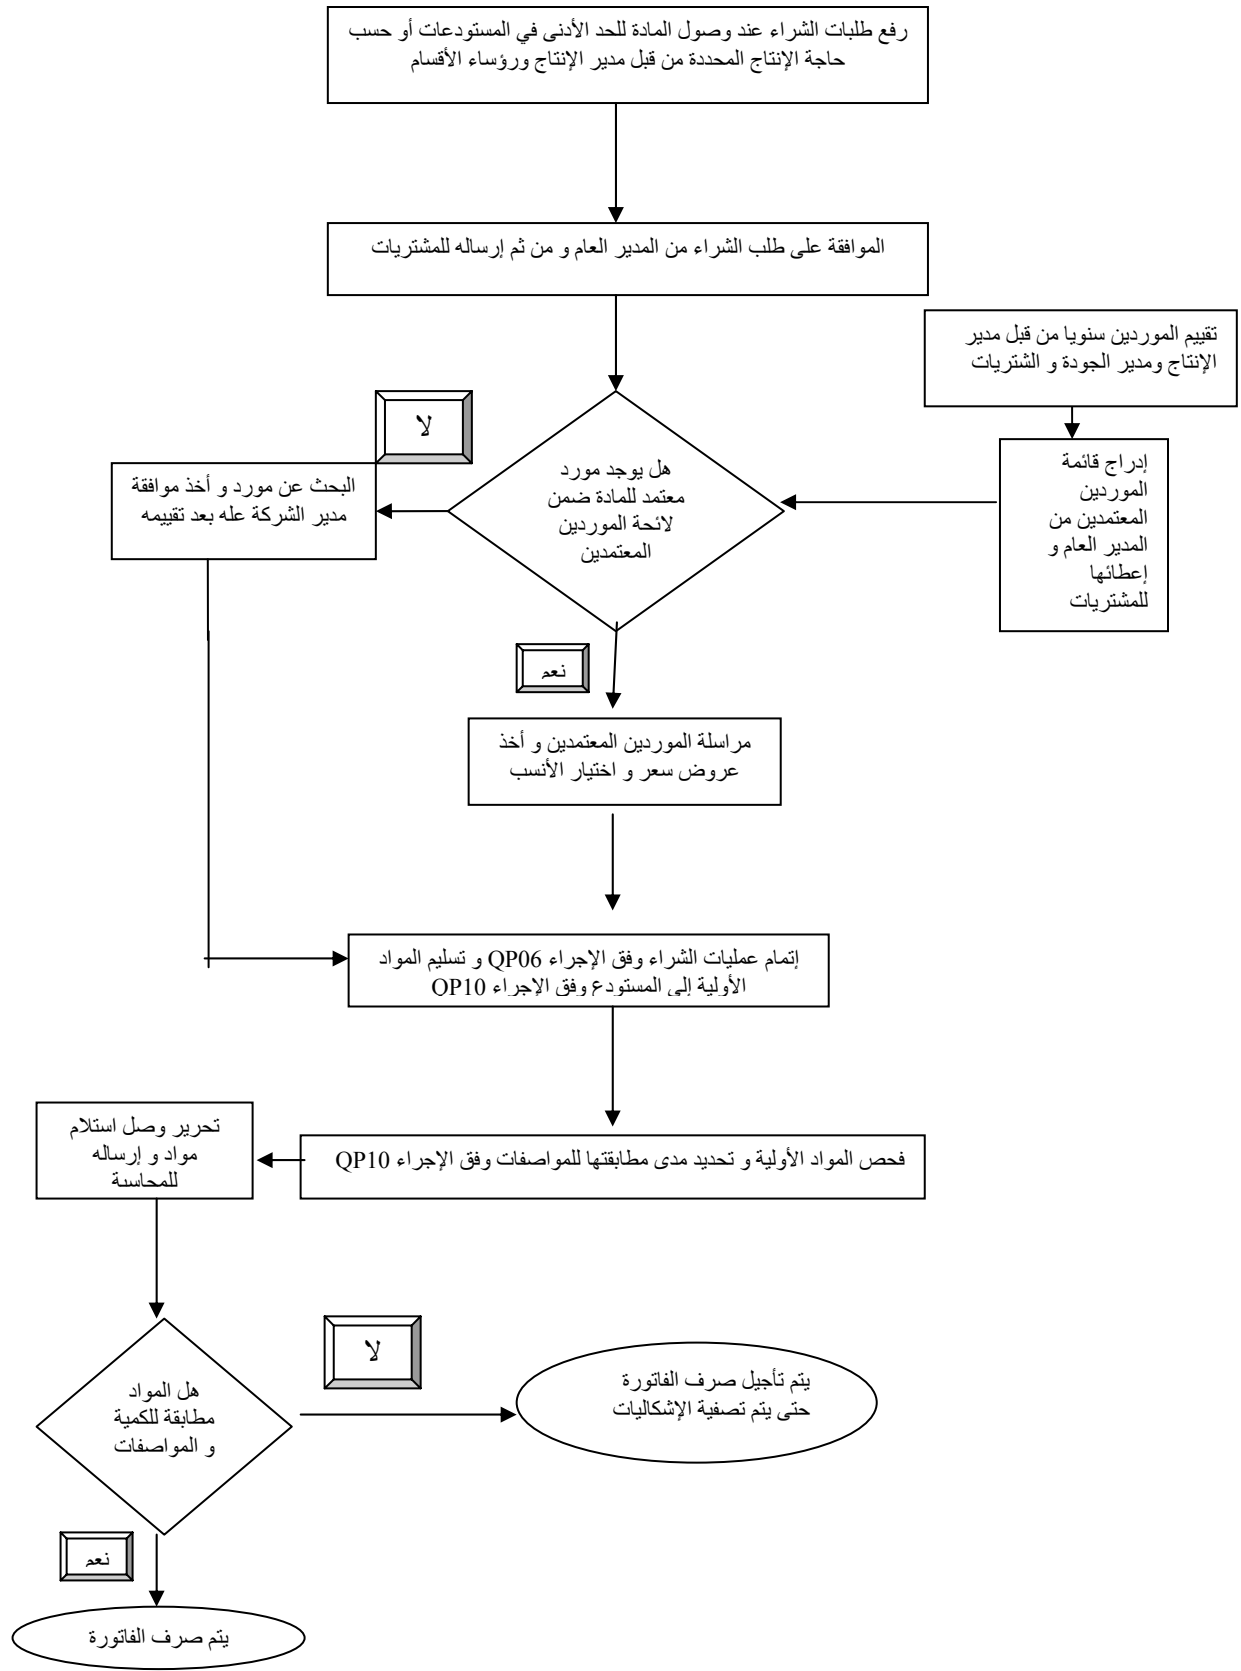 رفع طلبات الشراء عند وصول المادة للحد الأدنى في المستودعات أو حسب
حاجة الإنتاج المحددة من قبل مدير الإنتاج ورؤساء الأقسام
الموافقة على طلب الشراء من المدير العام و من ثم إرساله للمشتريات
تقييم الموردين سنويا من قبل مدير
الإنتاج ومدير الجودة و الشتريات
إدراج قائمة
الموردين
المعتمدين من
المدير العام و
إعطائها
للمشتريات
هل يوجد مورد
معتمد للمادة ضمن
لائحة الموردين
المعتمدين
لا
البحث عن مورد و أخذ موافقة
مدير الشركة عله بعد تقييمه
نعم
مراسلة الموردين المعتمدين و أخذ
عروض سعر و اختيار الأنسب
إتمام عمليات الشراء وفق الإجراء QP06 و تسليم المواد
الأولية إلى المستودع وفق الإجراء QP10
فحص المواد الأولية و تحديد مدى مطابقتها للمواصفات وفق الإجراء QP10
تحرير وصل استلام
مواد و إرساله
للمحاسبة
هل المواد
مطابقة للكمية
و المواصفات
لا
يتم تأجيل صرف الفاتورة
حتى يتم تصفية الإشكاليات
نعم
يتم صرف الفاتورة